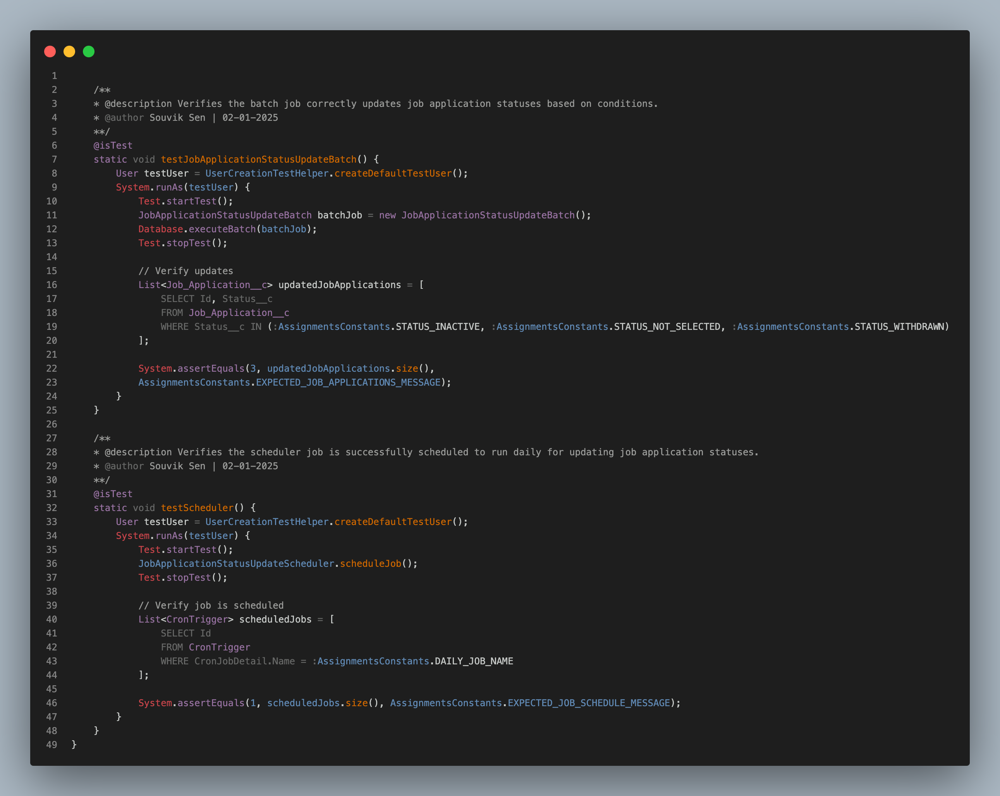 1
2 /**
3 * @description Verifies the batch job correctly updates job application statuses based on conditions.
4 * @author Souvik Sen | 02-01-2025
5 **/
6 @isTest
7 static void testJobApplicationStatusUpdateBatch() {
8 User testUser = UserCreationTestHelper.createDefaultTestUser();
9 System.runAs(testUser) {
10 Test.startTest();
11 JobApplicationStatusUpdateBatch batchJob = new JobApplicationStatusUpdateBatch();
12 Database.executeBatch(batchJob);
13 Test.stopTest();
14
15 // Verify updates
16 List<Job_Application__c> updatedJobApplications = [
17 SELECT Id, Status__c
18 FROM Job_Application__c
19 WHERE Status__c IN (:AssignmentsConstants.STATUS_INACTIVE, :AssignmentsConstants.STATUS_NOT_SELECTED, :AssignmentsConstants.STATUS_WITHDRAWN)
20 ];
21
22 System.assertEquals(3, updatedJobApplications.size(),
23 AssignmentsConstants.EXPECTED_JOB_APPLICATIONS_MESSAGE);
24 }
25 }
26
27 /**
28 * @description Verifies the scheduler job is successfully scheduled to run daily for updating job application statuses.
29 * @author Souvik Sen | 02-01-2025
30 **/
31 @isTest
32 static void testScheduler() {
33 User testUser = UserCreationTestHelper.createDefaultTestUser();
34 System.runAs(testUser) {
35 Test.startTest();
36 JobApplicationStatusUpdateScheduler.scheduleJob();
37 Test.stopTest();
38
39 // Verify job is scheduled
40 List<CronTrigger> scheduledJobs = [
41 SELECT Id
42 FROM CronTrigger
43 WHERE CronJobDetail.Name = :AssignmentsConstants.DAILY_JOB_NAME
44 ];
45
46 System.assertEquals(1, scheduledJobs.size(), AssignmentsConstants.EXPECTED_JOB_SCHEDULE_MESSAGE);
47 }
48 }
49 }